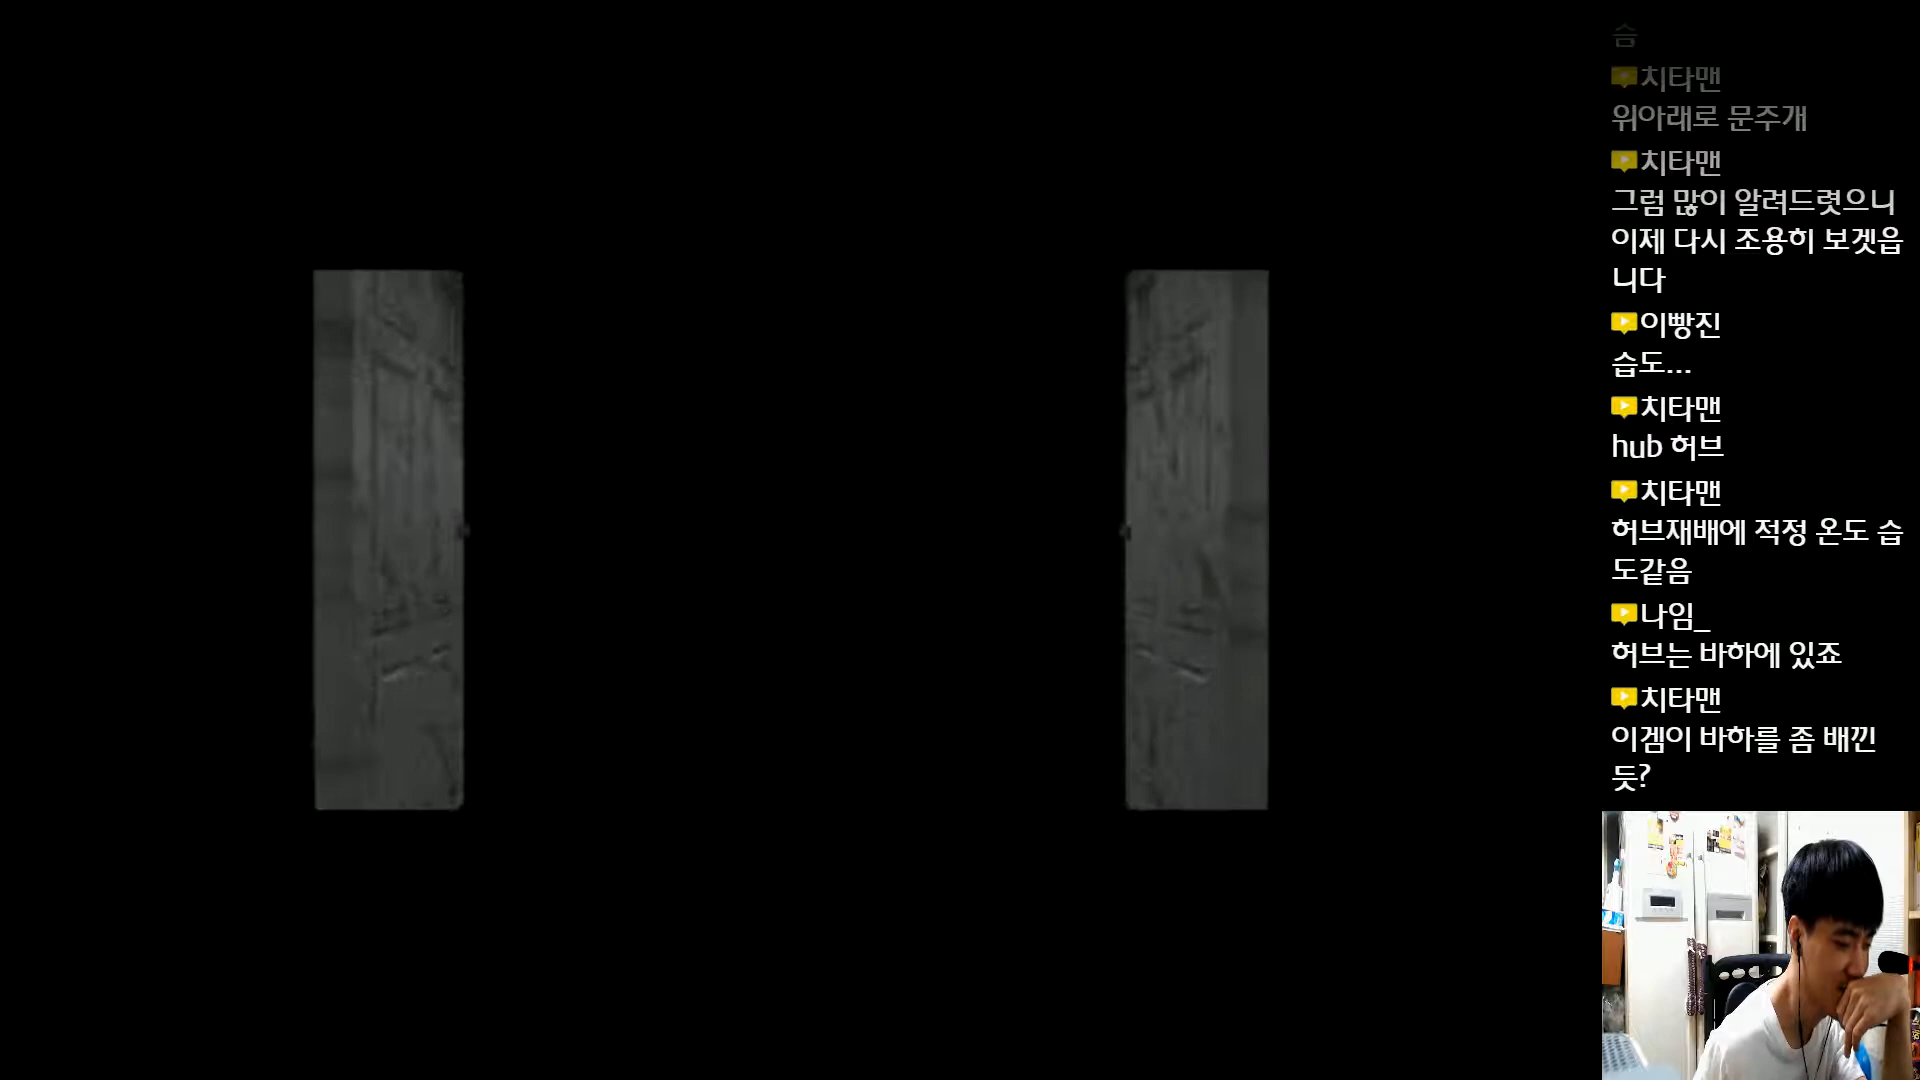 슴
치타맨
위아래로 문주개
치타맨
그럼 많이 알려드렷으니
이제 다시 조용히 보겟읍
니다
이빵진
습도...
치타맨
hub 허브
치타맨
허브재배에 적정 온도 습
도같음
나임_
허브는 바하에 있죠
치타맨
이겜이 바하를 좀 배낀
듯?